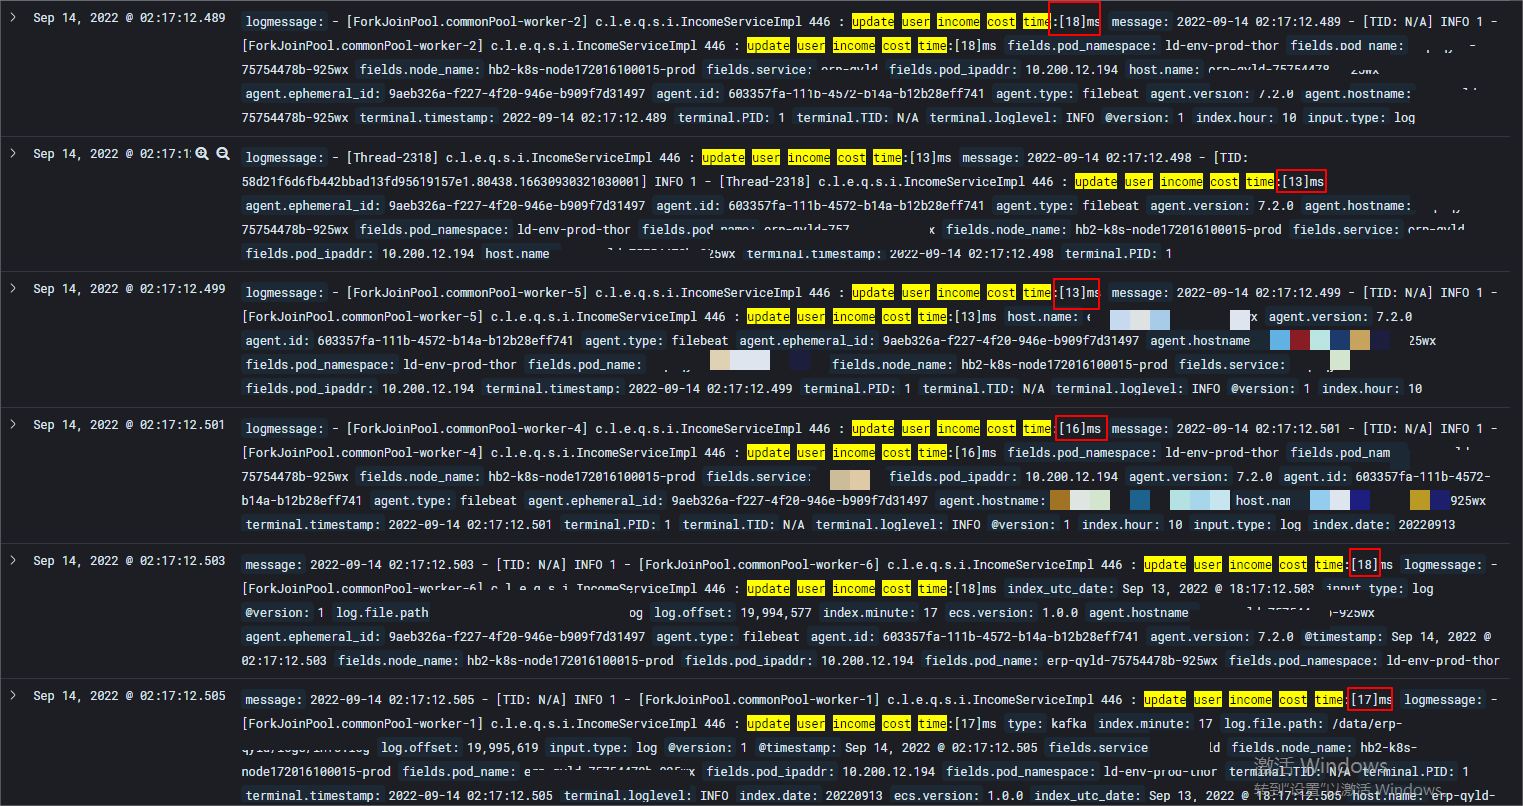 Sep 14, 2022 @ 02:17:12.489
logmessage: - [ForkJoinPool.commonPool-worker-2] c.l.e.q.s.i.IncomeServiceImpl 446 : update user income cost time:[18]ms message: 2022-09-14 02:17:12.489 - [TID: N/A] INFO 1 -
[ForkJoinPool.commonPool-worker-2] c.l.e.q.s.i.IncomeServiceImpl 446 : update user income cost time:[18]ms fields.pod_namespace: ld-env-prod-thor fields.pod name:
75754478b-925wx fields.node_name: hb2-k8s-node172016100015-prod fields.service: erp-qyld fields.pod_ipaddr: 10.200.12.194 host.name:
agent.ephemeral_id: 9aeb326a-f227-4f20-946e-b909f7d31497 agent.id: 603357fa-111b-4572-b14a-b12b28eff741 agent.type: filebeat agent.version: 7.2.0 agent.hostname:
75754478b-925wx terminal.timestamp: 2022-09-14 02:17:12.489 terminal.PID: 1 terminal.TID: N/A terminal.loglevel: INFO @version: 1 index.hour: 10 input.type: log
Sep 14, 2022 @ 02:17:1
logmessage: - [Thread-2318] c.l.e.q.s.i.IncomeServiceImpl 446 : update user income cost time:[13]ms message: 2022-09-14 02:17:12.498 - [TID:
58d21f6d6fb442bbad13fd95619157e1.80438.16630930321030001] INFO 1 - [Thread-2318] c.l.e.q.s.i.IncomeServiceImpl 446 : update user income cost time:[13]ms
agent.ephemeral_id: 9aeb326a-f227-4f20-946e-b909f7d31497 agent.id: 603357fa-111b-4572-b14a-b12b28eff741 agent.type: filebeat agent.version: 7.2.0 agent.hostname:
75754478b-925wx fields.pod_namespace: ld-env-prod-thor fields.pod_name: x fields.node_name: hb2-k8s-node172016100015-prod fields.service: erp-qyld
fields.pod_ipaddr: 10.200.12.194 host.name 25wx terminal.timestamp: 2022-09-14 02:17:12.498 terminal.PID: 1
Sep 14, 2022 @ 02:17:12.499
logmessage: - [ForkJoinPool.commonPool-worker-5] c.l.e.q.s.i.IncomeServiceImpl 446 : update user income cost time:[13]ms message: 2022-09-14 02:17:12.499 - [TID: N/A] INFO 1 -
[ForkJoinPool.commonPool-worker-5] c.l.e.q.s.i.IncomeServiceImpl 446 : update user income cost time:[13]ms host.name: x agent.version: 7.2.0
agent.id: 603357fa-111b-4572-b14a-b12b28eff741 agent.type: filebeat agent.ephemeral_id: 9aeb326a-f227-4f20-946e-b909f7d31497 agent.hostname 25wx
fields.pod_namespace: ld-env-prod-thor fields.pod_name: fields.node_name: hb2-k8s-node172016100015-prod fields.service:
fields.pod_ipaddr: 10.200.12.194 terminal.timestamp: 2022-09-14 02:17:12.499 terminal.PID: 1 terminal.TID: N/A terminal.loglevel: INFO @version: 1 index.hour: 10
Sep 14, 2022 @ 02:17:12.501
logmessage: - [ForkJoinPool.commonPool-worker-4] c.l.e.q.s.i.IncomeServiceImpl 446 : update user income cost time:[16]ms message: 2022-09-14 02:17:12.501 - [TID: N/A] INFO 1 -
[ForkJoinPool.commonPool-worker-4] c.l.e.q.s.i.IncomeServiceImpl 446 : update user income cost time:[16]ms fields.pod_namespace: ld-env-prod-thor fields.pod_nam
75754478b-925wx fields.node_name: hb2-k8s-node172016100015-prod fields.service: fields.pod_ipaddr: 10.200.12.194 agent.version: 7.2.0 agent.id: 603357fa-111b-4572-
b14a-b12b28eff741 agent.type: filebeat agent.ephemeral_id: 9aeb326a-f227-4f20-946e-b909f7d31497 agent.hostname: host.nam 925wx
terminal.timestamp: 2022-09-14 02:17:12.501 terminal.PID: 1 terminal.TID: N/A terminal.loglevel: INFO @version: 1 index.hour: 10 input.type: log index.date: 20220913
Sep 14, 2022 @ 02:17:12.503
message: 2022-09-14 02:17:12.503 - [TID: N/A] INFO 1 - [ForkJoinPool.commonPool-worker-6] c.l.e.q.s.i.IncomeServiceImpl 446 : update user income cost time:[18]ms logmessage: -
[ForkJoinPool.commonPool-worker-6] c.l.e.q.s.i.IncomeServiceImpl 446 : update user income cost time:[18]ms index_utc_date: Sep 13, 2022 @ 18:17:12.503 input type: log
@version: 1 log.file.path og log.offset: 19,994,577 index.minute: 17 ecs.version: 1.0.0 agent.hostname -925wx
agent.ephemeral_id: 9aeb326a-f227-4f20-946e-b909f7d31497 agent.type: filebeat agent.id: 603357fa-111b-4572-b14a-b12b28eff741 agent.version: 7.2.0 @timestamp: Sep 14, 2022 @
02:17:12.503 fields.node_name: hb2-k8s-node172016100015-prod fields.pod_ipaddr: 10.200.12.194 fields.pod_name: erp-qyld-75754478b-925wx fields.pod_namespace: ld-env-prod-thor
Sep 14, 2022 @ 02:17:12.505
message: 2022-09-14 02:17:12.505 - [TID: N/A] INFO 1 - [ForkJoinPool.commonPool-worker-1] c.l.e.q.s.i.IncomeServiceImpl 446 : update user income cost time:[17]ms logmessage: -
[ForkJoinPool.commonPool-worker-1] c.l.e.q.s.i.IncomeServiceImpl 446 : update user income cost time:[17]ms type: kafka index.minute: 17 log.file.path: /data/erp-
qyld/logs/info.log log.offset: 19,995,619 input.type: log @version: 1 @timestamp: Sep 14, 2022 @ 02:17:12.505 fields.service ld fields.node_name: hb2-k8s-
node172016100015-prod fields.pod_name: erp-qyld-75754478b-925wx fields.pod_ipaddr: 10.200.12.194 fields.pod_namespace: ld-env-prod-thor terminal.TID: N/A terminal.PID: 1
terminal.timestamp: 2022-09-14 02:17:12.505 terminal.loglevel: INFO index.date: 20220913 ecs.version: 1.0.0 index_utc_date: Sep 13, 2022 @ 18:17:12.505 host.name: erp-qyld-
激活 Windows
转到"设置"以激活 Windows。